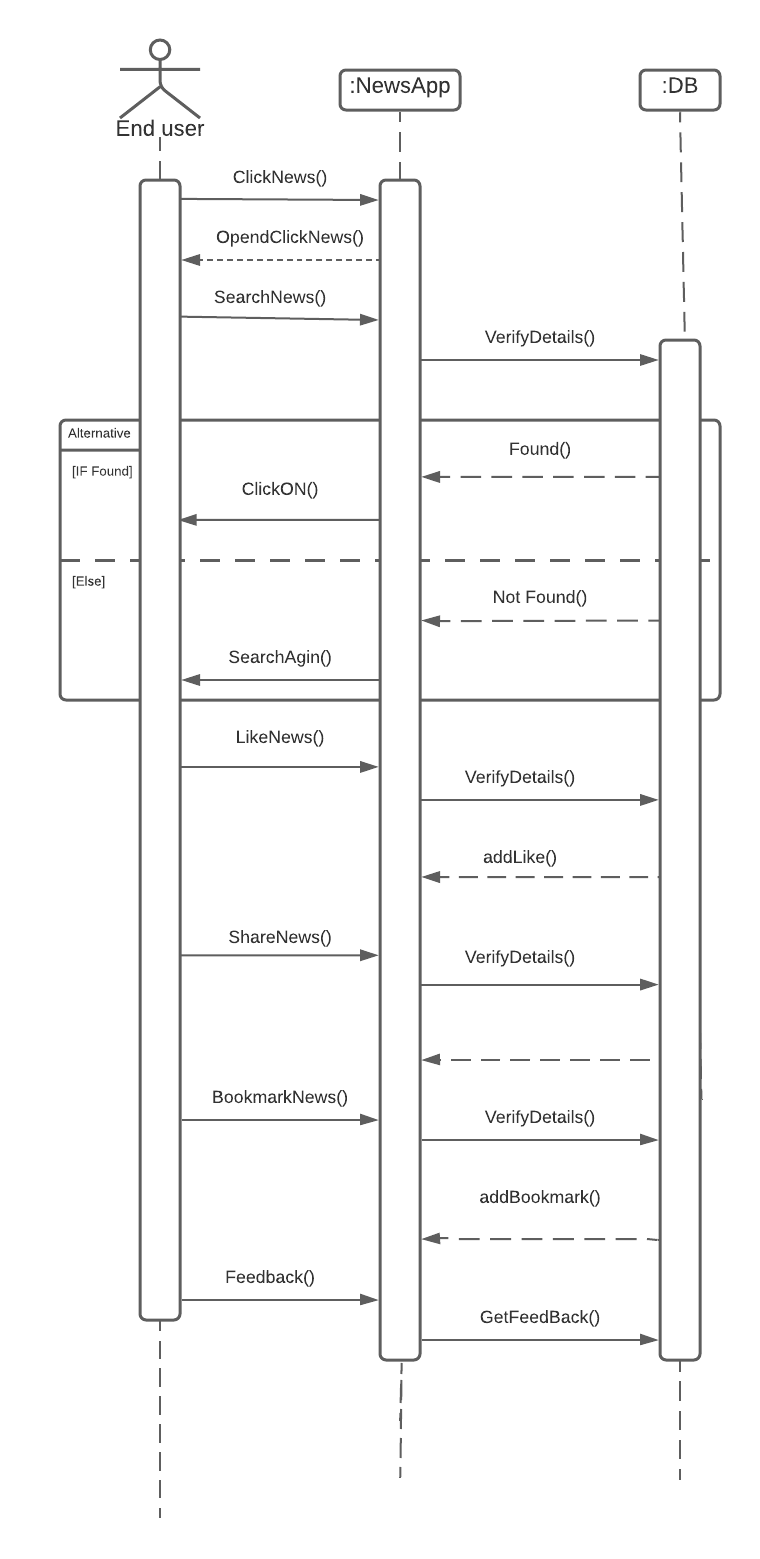 End user
:NewsApp
:DB
ClickNews()
OpendClickNews()
SearchNews()
VerifyDetails()
Alternative
[IF Found]
Found()
ClickON()
[Else]
Not Found()
SearchAgin()
LikeNews()
VerifyDetails()
addLike()
ShareNews()
VerifyDetails()
BookmarkNews()
VerifyDetails()
addBookmark()
Feedback()
GetFeedBack()